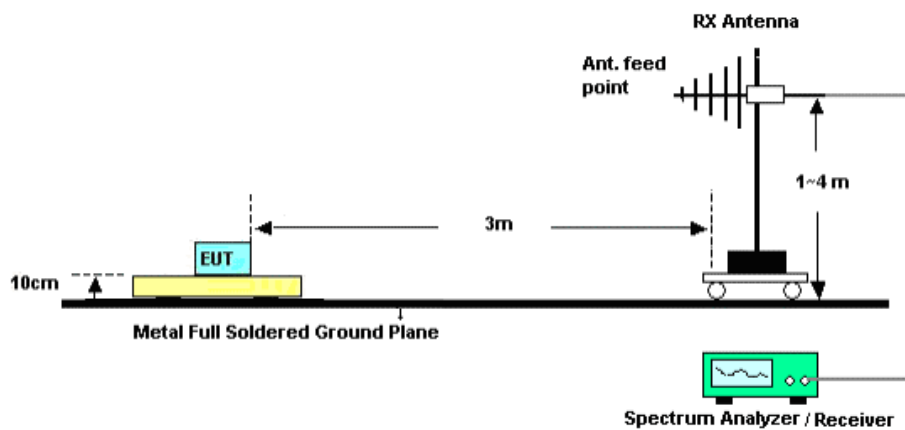 RX Antenna
Ant. feed
point
1~4 m
3m
EUT
10cm
Metal Full Soldered Ground Plane
Spectrum Analyzer / Receiver